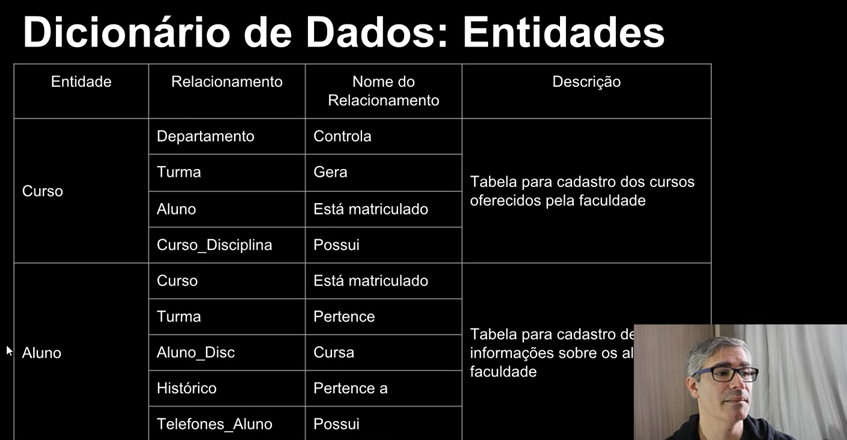 Dicionário de Dados: Entidades
Entidade
Relacionamento
Nome do
Relacionamento
Descrição
Curso
Departamento
Controla
Turma
Gera
Aluno
Está matriculado
Curso_Disciplina
Possui
Tabela para cadastro dos cursos
oferecidos pela faculdade
Aluno
Curso
Está matriculado
Turma
Pertence
Aluno_Disc
Cursa
Histórico
Pertence a
Telefones_Aluno
Possui
Tabela para cadastro de
informações sobre os al
faculdade